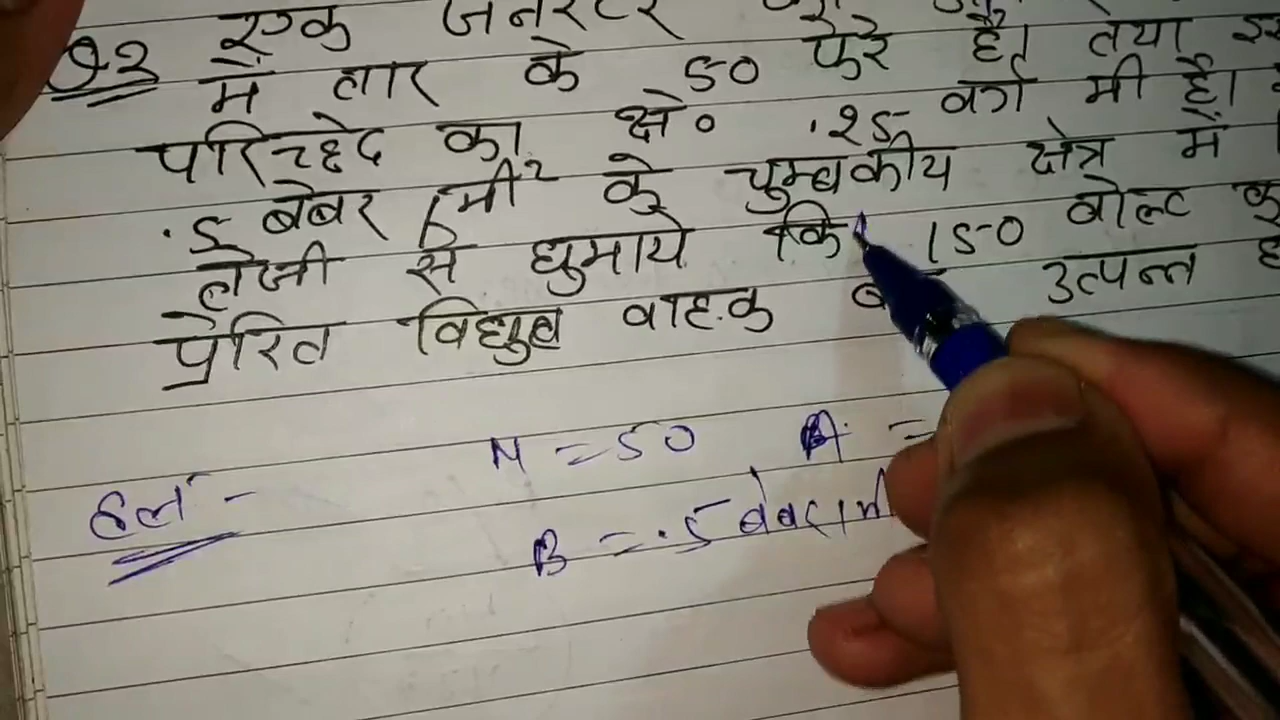 Q3 एक जनरेटर
में तार के 50 फेरे है। तथा
परिच्छेद का क्षे० .25 वर्ग मी है।
.5 बेबर/मी² के चुम्बकीय क्षेत्र में
तेजी से घुमाये कि 150 वोल्ट
प्रेरित विद्युत वाहक उत्पन्न
N = 50 A =
हल -
B = .5 वेबर/मी